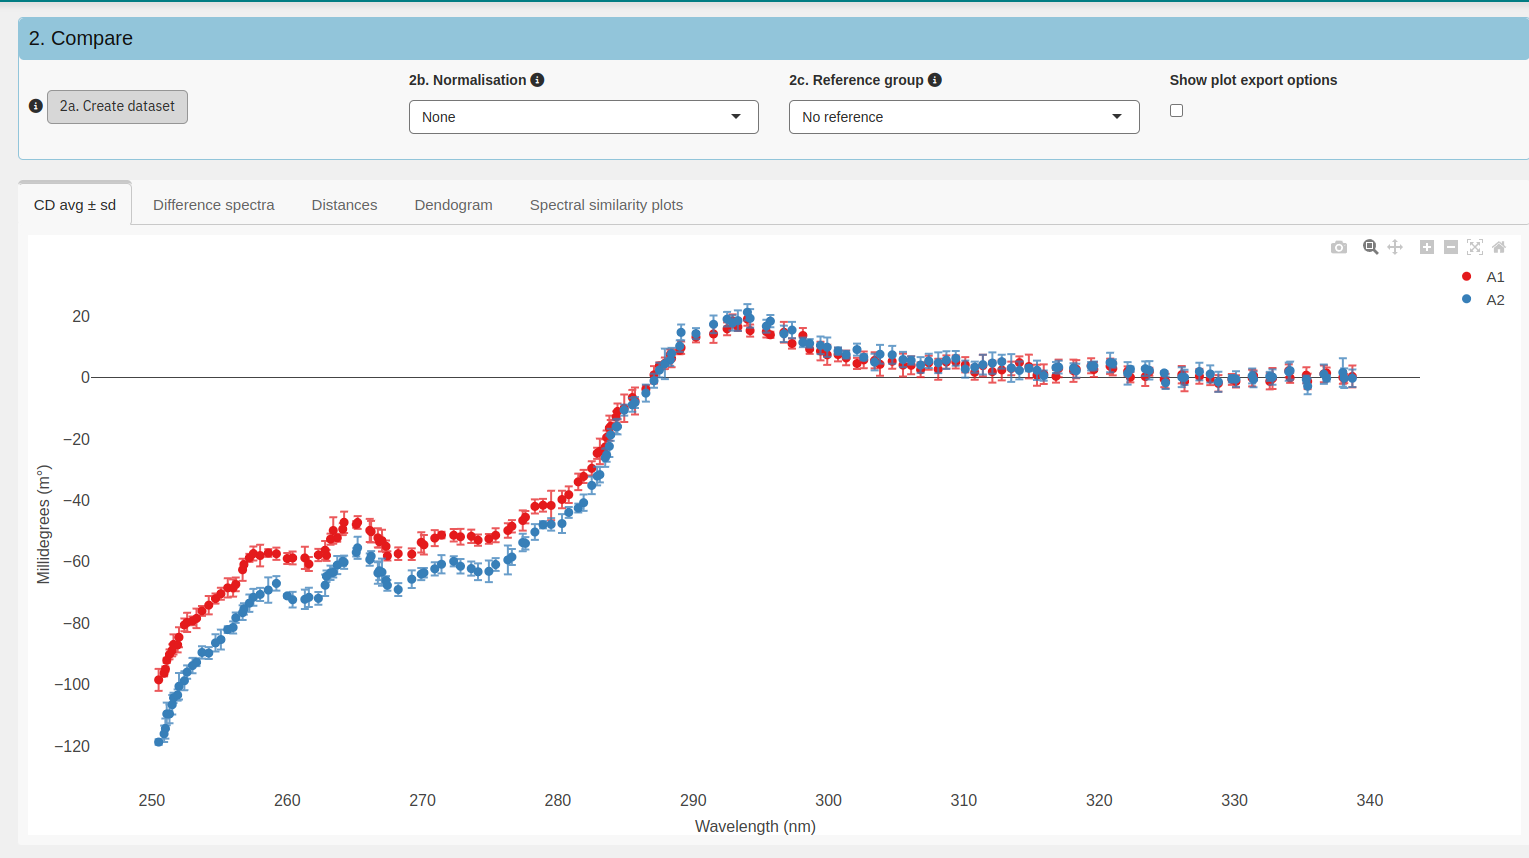 2. Compare
2a. Create dataset
2b. Normalisation
None
2c. Reference group
No reference
Show plot export options
CD avg ± sd
Difference spectra
Distances
Dendogram
Spectral similarity plots
A1
A2
20
0
−20
−40
−60
−80
−100
−120
Millidegrees (m°)
250
260
270
280
290
300
310
320
330
340
Wavelength (nm)